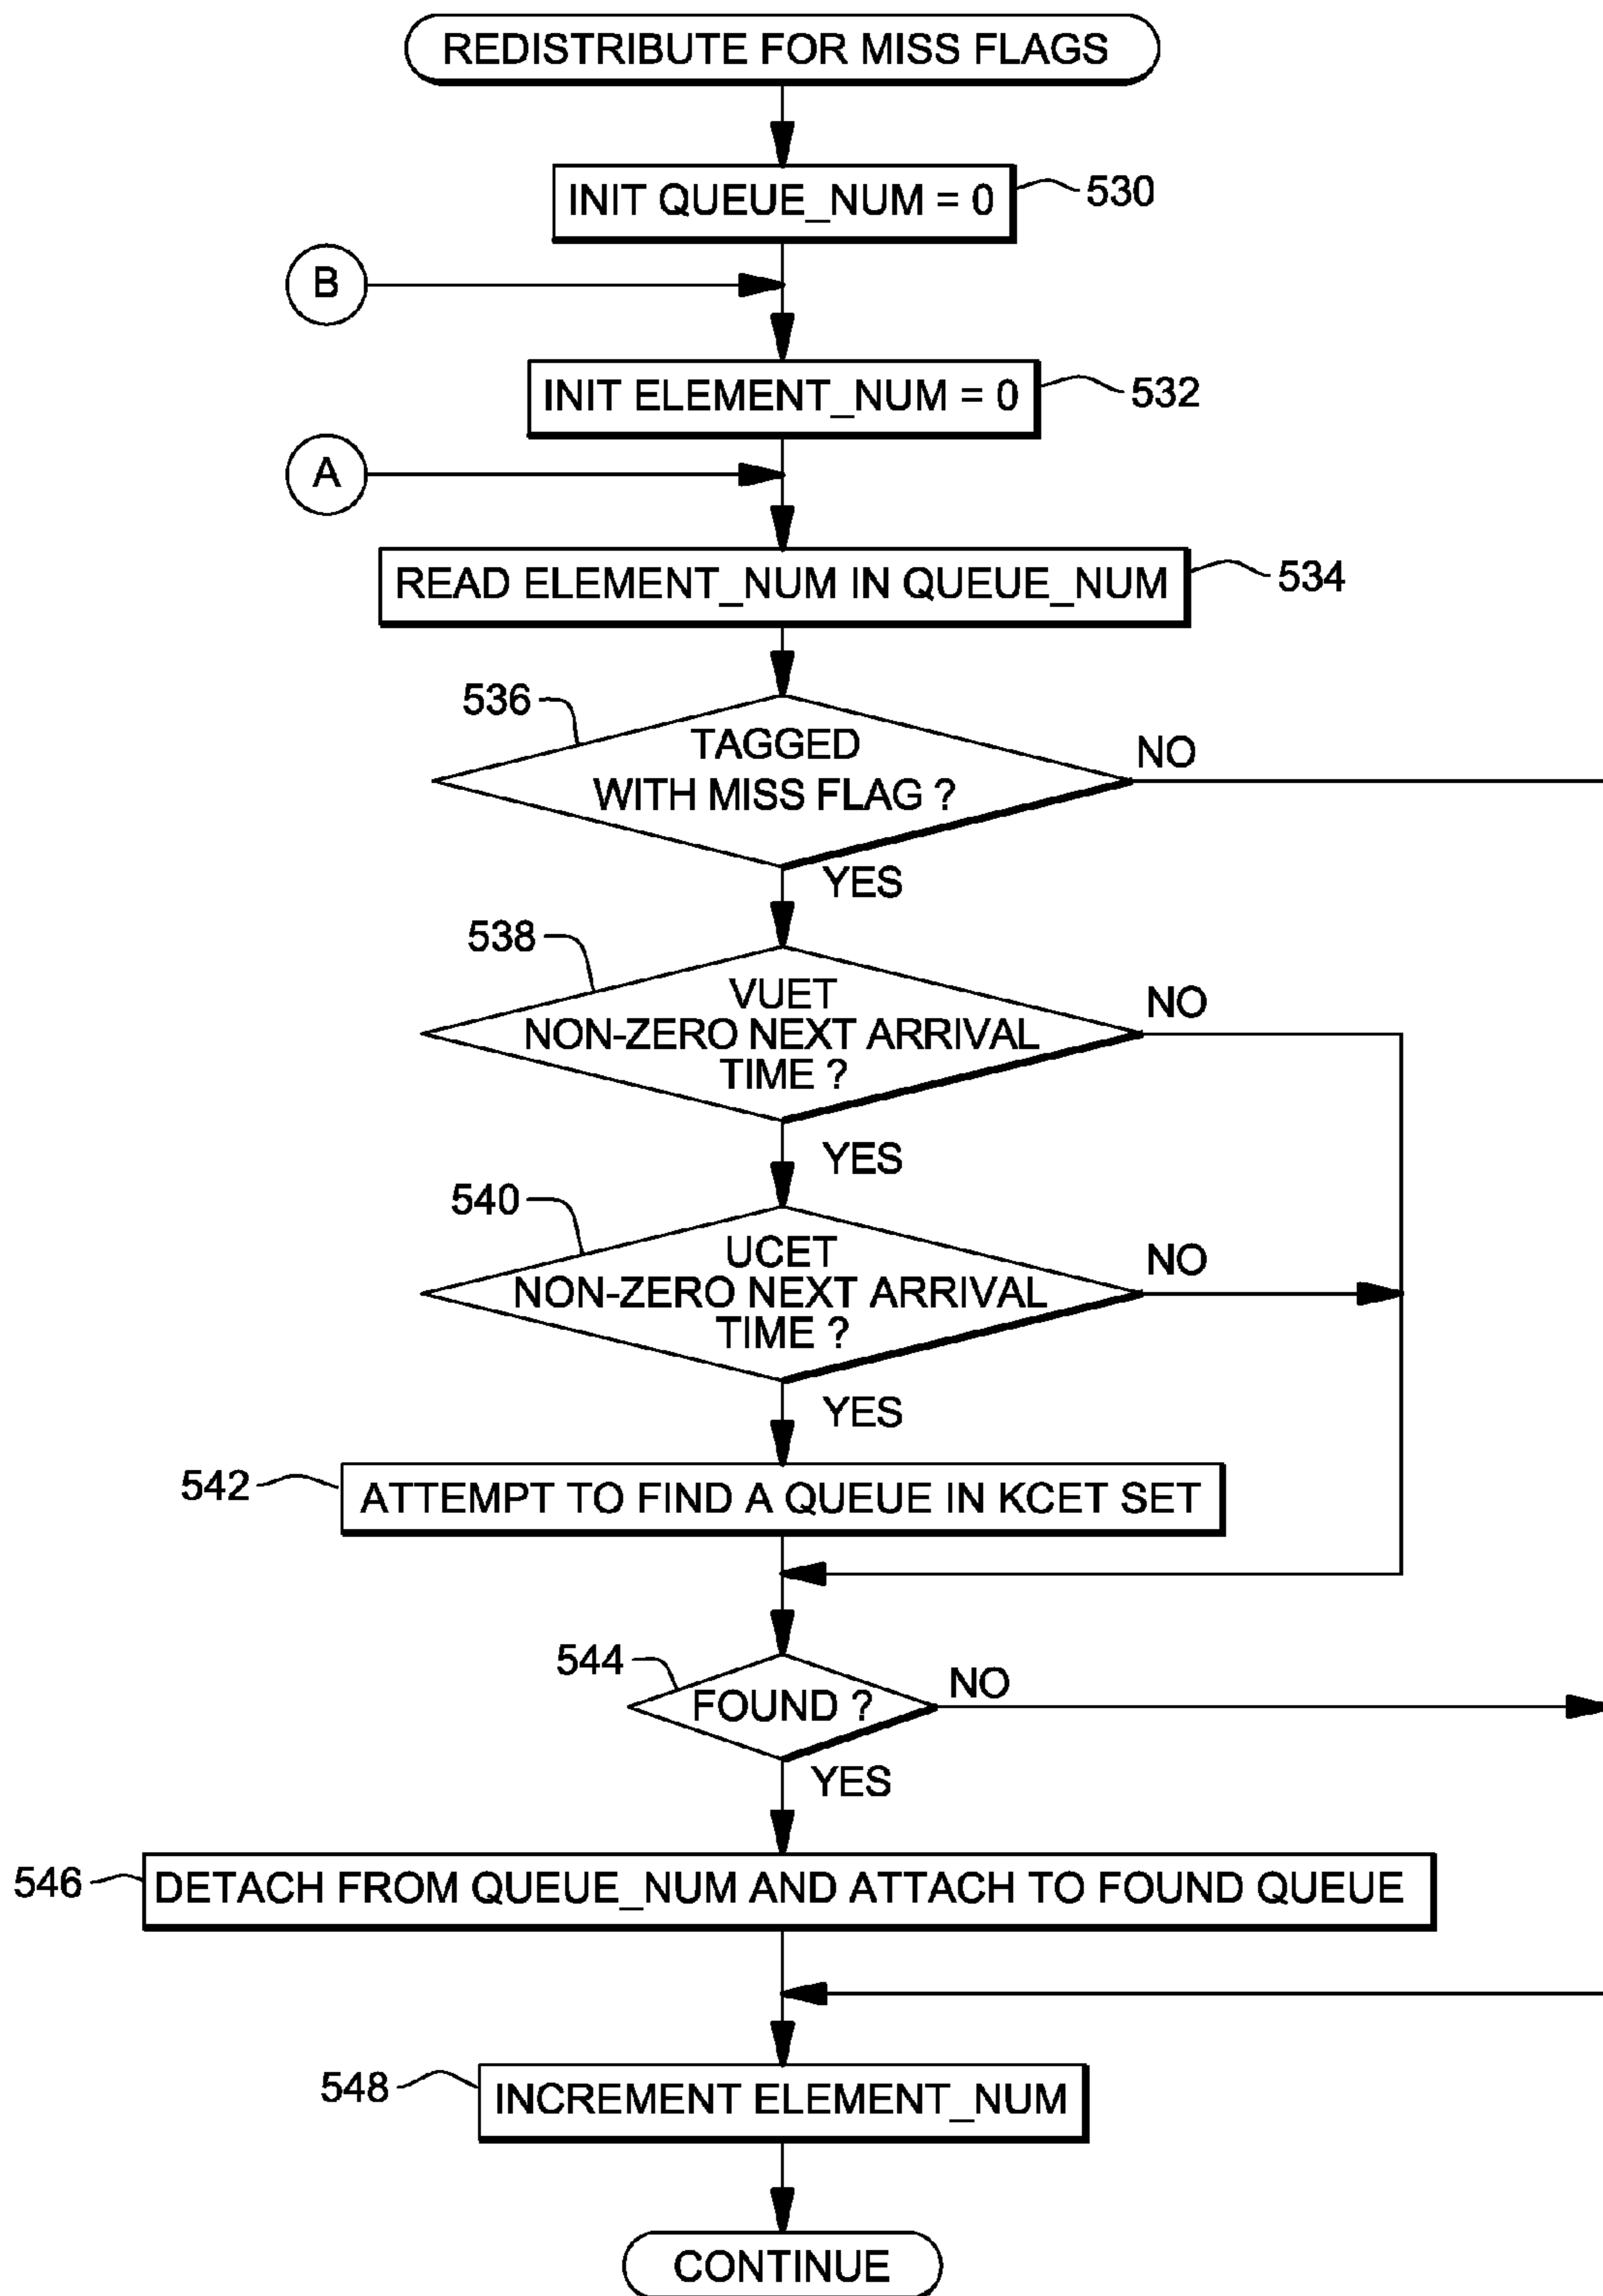 REDISTRIBUTE FOR MISS FLAGS
INIT QUEUE_NUM = 0
530
B
INIT ELEMENT_NUM = 0
532
A
READ ELEMENT_NUM IN QUEUE_NUM
534
536
TAGGED
WITH MISS FLAG ?
NO
YES
538
VUET
NON-ZERO NEXT ARRIVAL
TIME ?
NO
YES
540
UCET
NON-ZERO NEXT ARRIVAL
TIME ?
NO
YES
542
ATTEMPT TO FIND A QUEUE IN KCET SET
544
FOUND ?
NO
YES
546
DETACH FROM QUEUE_NUM AND ATTACH TO FOUND QUEUE
548
INCREMENT ELEMENT_NUM
CONTINUE